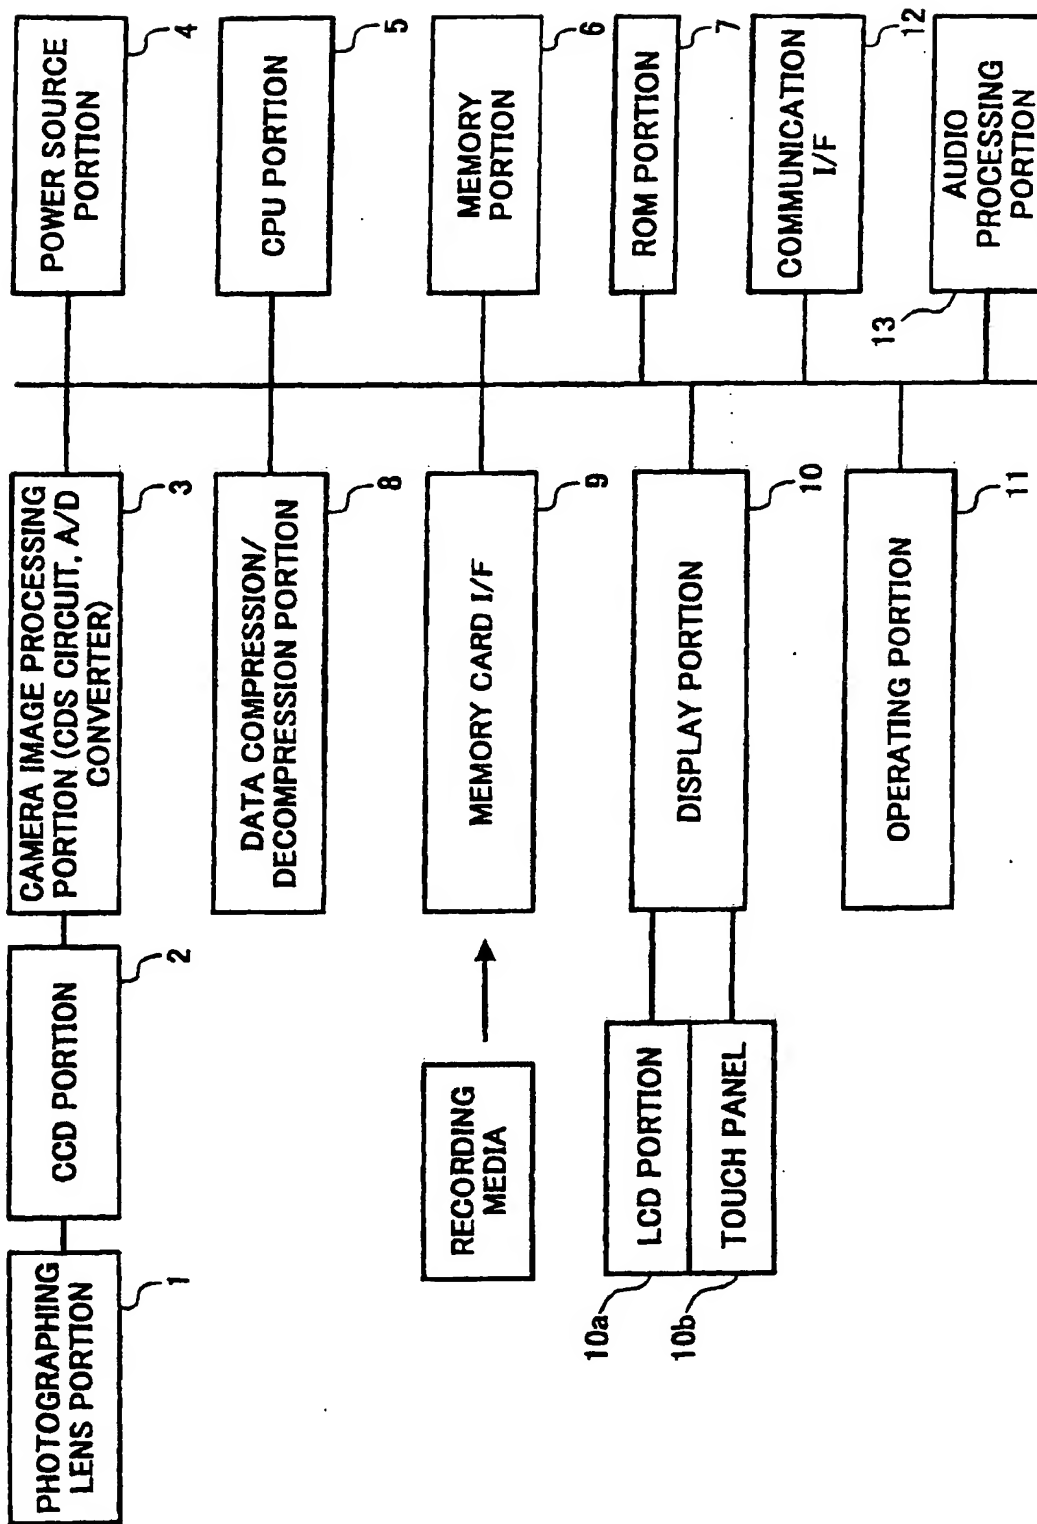 PHOTOGRAPHING
LENS PORTION
1
CCD PORTION
2
CAMERA IMAGE PROCESSING
PORTION (CDS CIRCUIT, A/D
CONVERTER)
3
POWER SOURCE
PORTION
4
DATA COMPRESSION/
DECOMPRESSION PORTION
8
CPU PORTION
5
RECORDING
MEDIA
MEMORY CARD I/F
9
MEMORY
PORTION
6
10a
LCD PORTION
10b
TOUCH PANEL
DISPLAY PORTION
10
ROM PORTION
7
OPERATING PORTION
11
COMMUNICATION
I/F
12
13
AUDIO
PROCESSING
PORTION